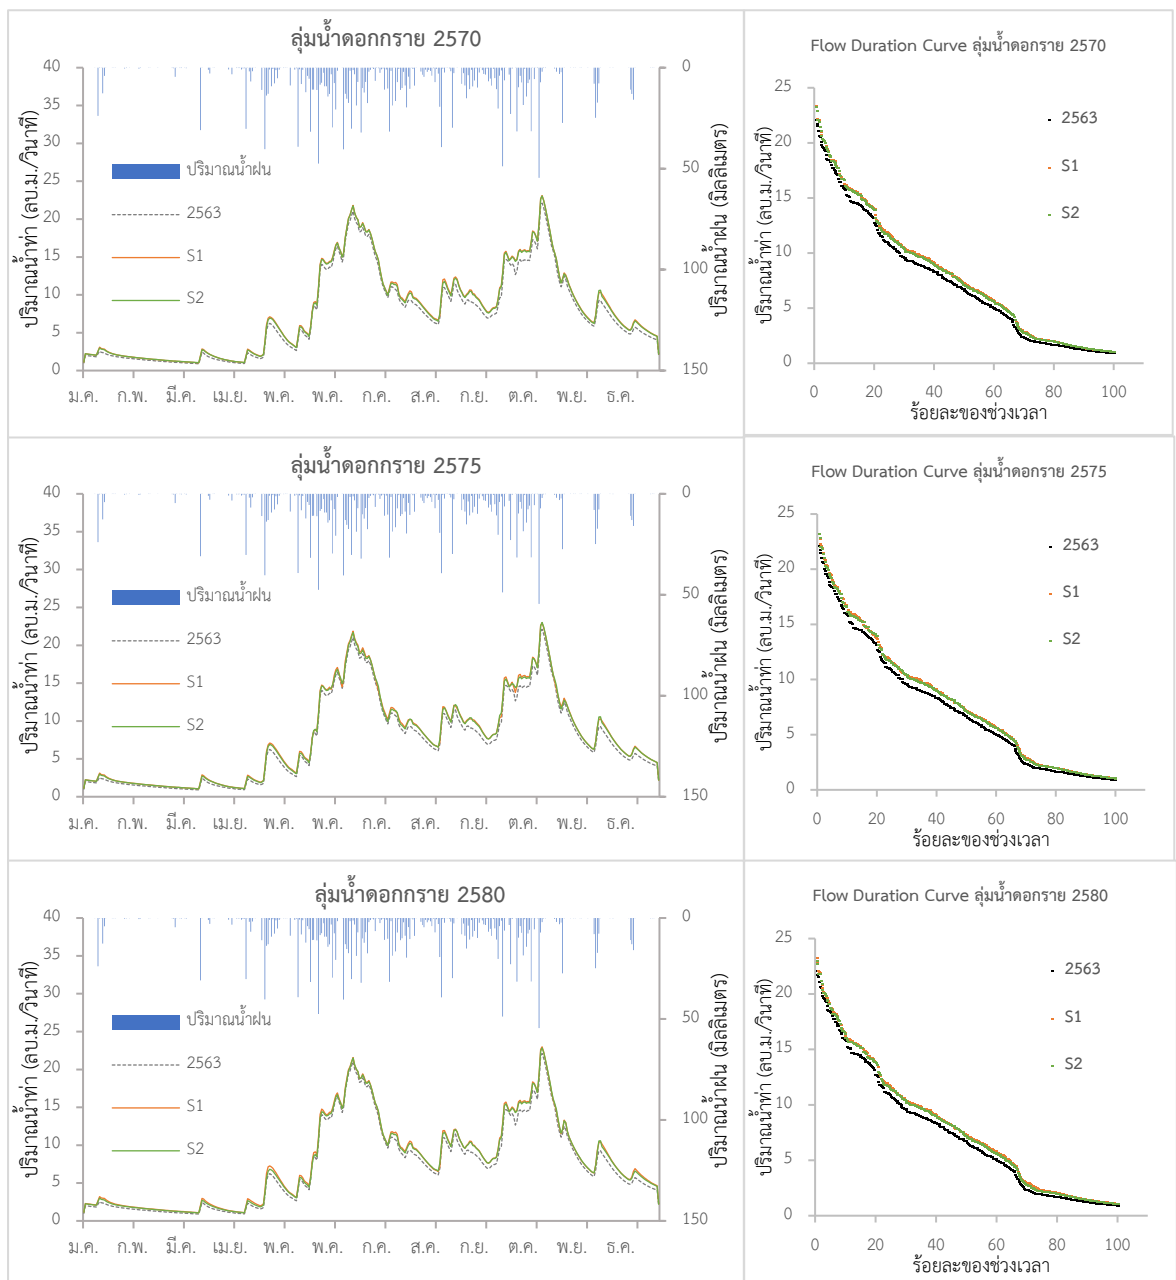 ลุ่มน้ำดอกกราย 2570
ปริมาณน้ำท่า (ลบ.ม./วินาที)
40
35
30
25
20
15
10
5
0
ปริมาณน้ำฝน
2563
S1
S2
0
50
100
150
ปริมาณน้ำฝน (มิลลิเมตร)
ม.ค. ก.พ. มี.ค. เม.ย. พ.ค. พ.ค. ก.ค. ส.ค. ก.ย. ต.ค. พ.ย. ธ.ค.
Flow Duration Curve ลุ่มน้ำดอกราย 2570
ปริมาณน้ำท่า (ลบ.ม./วินาที)
25
20
15
10
5
0
2563
S1
S2
0 20 40 60 80 100
ร้อยละของช่วงเวลา
ลุ่มน้ำดอกกราย 2575
ปริมาณน้ำท่า (ลบ.ม./วินาที)
40
35
30
25
20
15
10
5
0
ปริมาณน้ำฝน
2563
S1
S2
0
50
100
150
ปริมาณน้ำฝน (มิลลิเมตร)
ม.ค. ก.พ. มี.ค. เม.ย. พ.ค. พ.ค. ก.ค. ส.ค. ก.ย. ต.ค. พ.ย. ธ.ค.
Flow Duration Curve ลุ่มน้ำดอกราย 2575
ปริมาณน้ำท่า (ลบ.ม./วินาที)
25
20
15
10
5
0
2563
S1
S2
0 20 40 60 80 100
ร้อยละของช่วงเวลา
ลุ่มน้ำดอกกราย 2580
ปริมาณน้ำท่า (ลบ.ม./วินาที)
40
35
30
25
20
15
10
5
0
ปริมาณน้ำฝน
2563
S1
S2
0
50
100
150
ปริมาณน้ำฝน (มิลลิเมตร)
ม.ค. ก.พ. มี.ค. เม.ย. พ.ค. พ.ค. ก.ค. ส.ค. ก.ย. ต.ค. พ.ย. ธ.ค.
Flow Duration Curve ลุ่มน้ำดอกราย 2580
ปริมาณน้ำท่า (ลบ.ม./วินาที)
25
20
15
10
5
0
2563
S1
S2
0 20 40 60 80 100
ร้อยละของช่วงเวลา